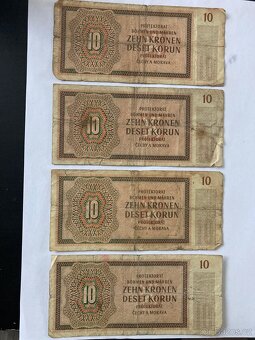 PROTEKTORAT
BÖHMEN UND MÄHREN
ZEHN KRONEN
DESET KORUN
PROTEKTORÁT
ČECHY A MORAVA
10
10
PROTEKTORAT
BÖHMEN UND MÄHREN
ZEHN KRONEN
DESET KORUN
PROTEKTORÁT
ČECHY A MORAVA
10
10
PROTEKTORAT
BÖHMEN UND MÄHREN
ZEHN KRONEN
DESET KORUN
PROTEKTORÁT
ČECHY A MORAVA
10
10
PROTEKTORAT
BÖHMEN UND MÄHREN
ZEHN KRONEN
DESET KORUN
PROTEKTORÁT
ČECHY A MORAVA
10
10